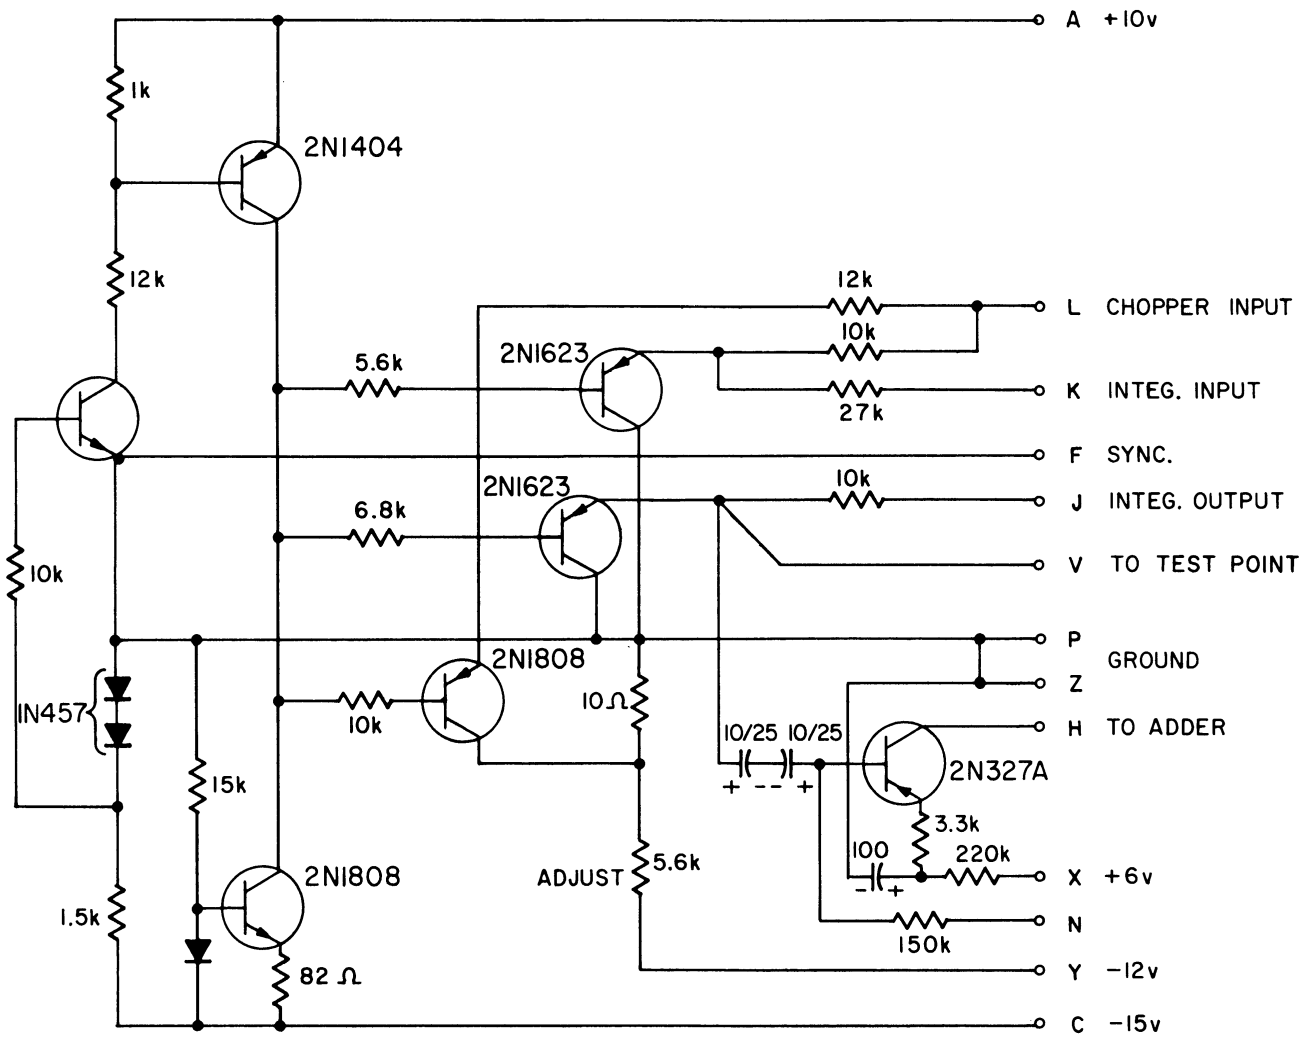 A +10v
1k
2N1404
12k
12k
L CHOPPER INPUT
10k
2N1623
5.6k
K INTEG. INPUT
27k
F SYNC.
2N1623
10k
J INTEG. OUTPUT
6.8k
V TO TEST POINT
10k
P
GROUND
2N1808
Z
1N457
10Ω
10k
10/25 10/25
H TO ADDER
+ - - +
2N327A
15k
3.3k
100
220k
5.6k
ADJUST
2N1808
X +6v
- +
1.5k
N
150k
82 Ω
Y -12v
C -15v